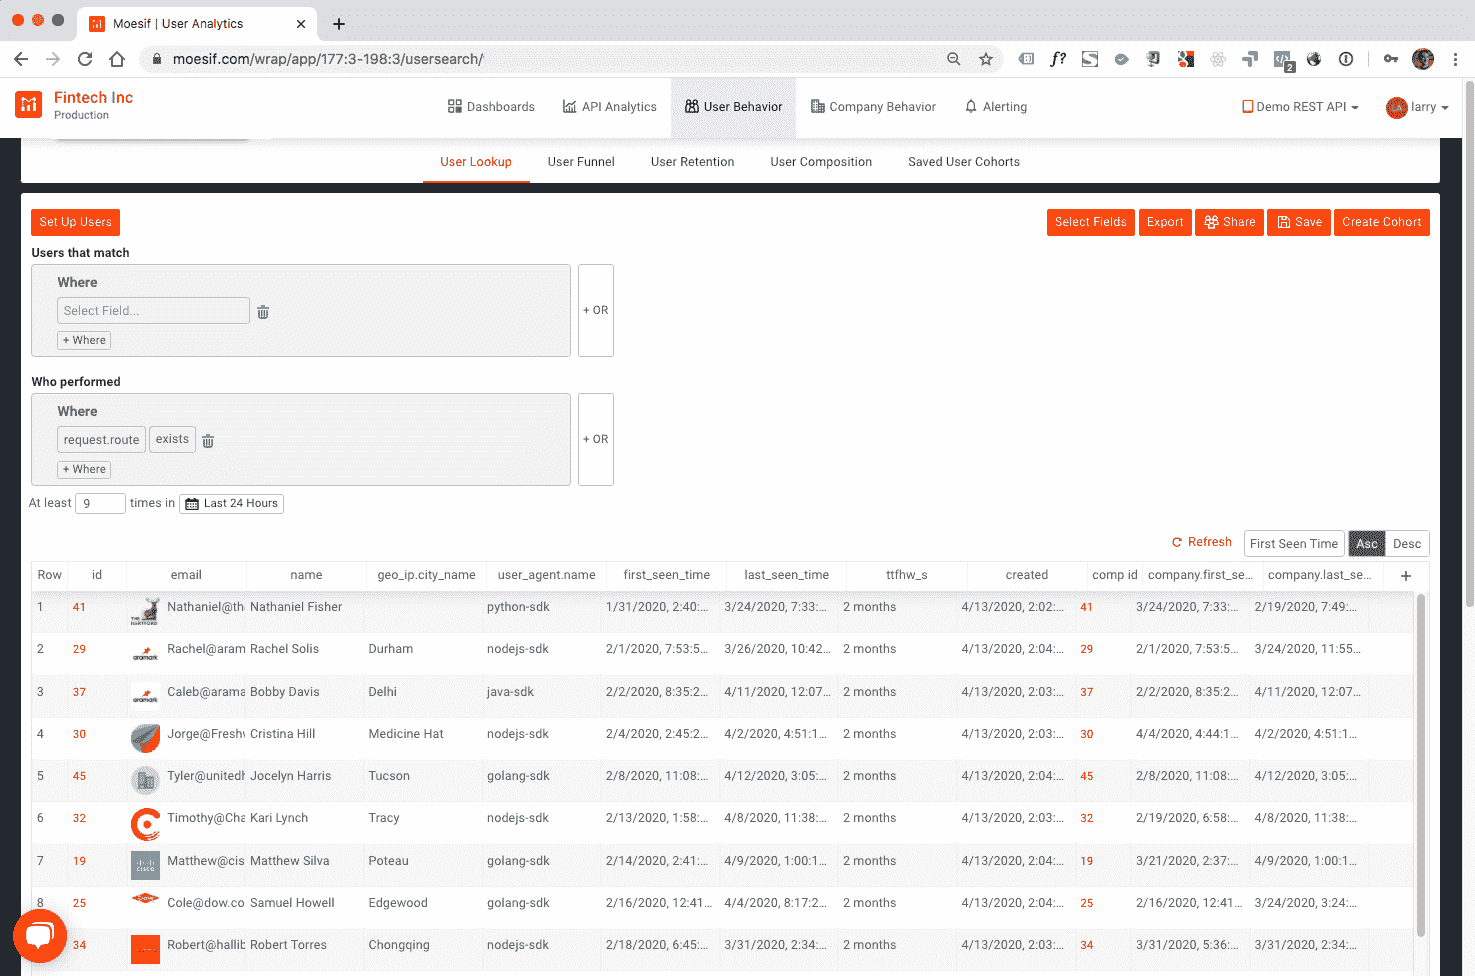 Moesif | User Analytics
moesif.com/wrap/app/177:3-198:3/usersearch/
f?
2
Fintech Inc
Production
Dashboards
API Analytics
User Behavior
Company Behavior
Alerting
Demo REST API
larry
User Lookup
User Funnel
User Retention
User Composition
Saved User Cohorts
Set Up Users
Select Fields
Export
Share
Save
Create Cohort
Users that match
Where
Select Field...
+ OR
+ Where
Who performed
Where
request.route exists
+ OR
+ Where
At least 9 times in Last 24 Hours
Refresh First Seen Time Asc Desc
Row id email name geo_ip.city_name user_agent.name first_seen_time last_seen_time ttfhw_s created comp id company.first_se... company.last_se... +
1 41 Nathaniel@th Nathaniel Fisher python-sdk 1/31/2020, 2:40:... 3/24/2020, 7:33:... 2 months 4/13/2020, 2:02:... 41 3/24/2020, 7:33:... 2/19/2020, 7:49:...
2 29 aramark Rachel@aram Rachel Solis Durham nodejs-sdk 2/1/2020, 7:53:5... 3/26/2020, 10:42... 2 months 4/13/2020, 2:04:... 29 2/1/2020, 7:53:5... 3/24/2020, 11:55...
3 37 aramark Caleb@arama Bobby Davis Delhi java-sdk 2/2/2020, 8:35:2... 4/11/2020, 12:07... 2 months 4/13/2020, 2:03:... 37 2/2/2020, 8:35:2... 4/11/2020, 12:07...
4 30 Jorge@Freshv Cristina Hill Medicine Hat nodejs-sdk 2/4/2020, 2:45:2... 4/2/2020, 4:51:1... 2 months 4/13/2020, 2:03:... 30 4/4/2020, 4:44:1... 4/2/2020, 4:51:1...
5 45 Tyler@unitedh Jocelyn Harris Tucson golang-sdk 2/8/2020, 11:08:... 4/12/2020, 3:05:... 2 months 4/13/2020, 2:04:... 45 2/8/2020, 11:08:... 4/12/2020, 3:05:...
6 32 Timothy@Cha Kari Lynch Tracy nodejs-sdk 2/13/2020, 1:58:... 4/8/2020, 11:38:... 2 months 4/13/2020, 2:03:... 32 2/19/2020, 6:58:... 4/8/2020, 11:38:...
7 19 CISCO Matthew@cis Matthew Silva Poteau golang-sdk 2/14/2020, 2:41:... 4/9/2020, 1:00:1... 2 months 4/13/2020, 2:04:... 19 3/21/2020, 2:37:... 4/9/2020, 1:00:1...
8 25 Cole@dow.co Samuel Howell Edgewood golang-sdk 2/16/2020, 12:41... 4/4/2020, 8:17:2... 2 months 4/13/2020, 2:04:... 25 2/16/2020, 12:41... 3/24/2020, 3:24:...
34 Robert@hallib Robert Torres Chongqing nodejs-sdk 2/18/2020, 6:45:... 3/31/2020, 2:34:... 2 months 4/13/2020, 2:03:... 34 3/31/2020, 5:36:... 3/31/2020, 2:34:...